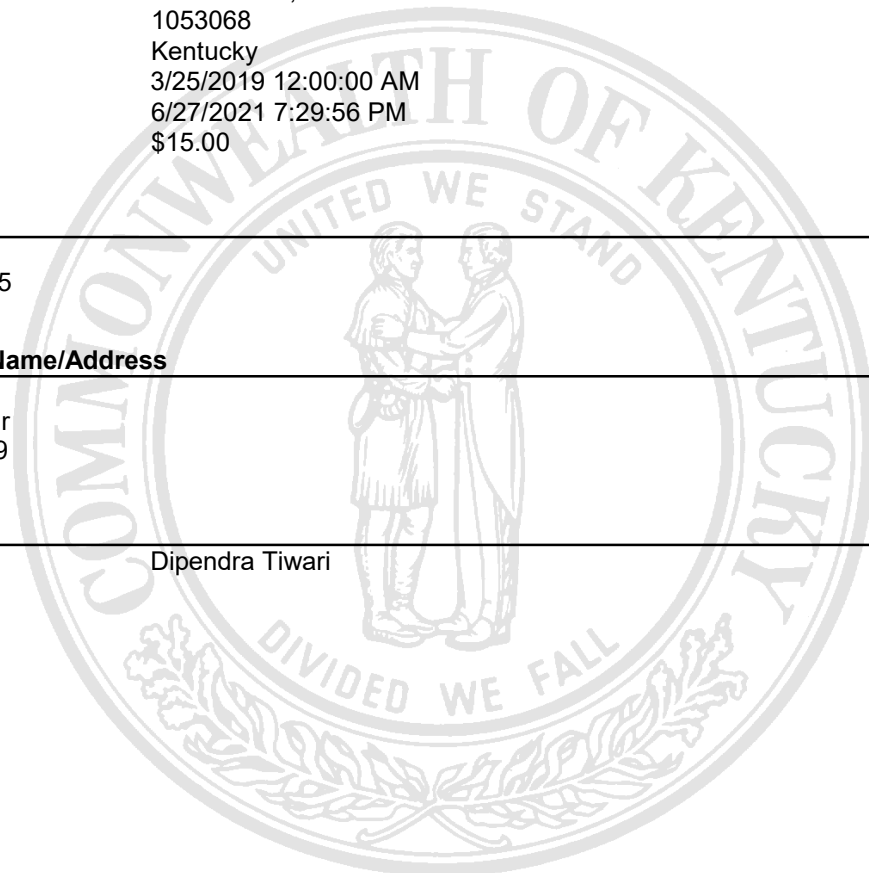 1053068
Kentucky
3/25/2019 12:00:00 AM
6/27/2021 7:29:56 PM
$15.00
COMMONWEALTH OF KENTUCKY
UNITED WE STAND
5
Name/Address
r
9
Dipendra Tiwari
DIVIDED WE FALL